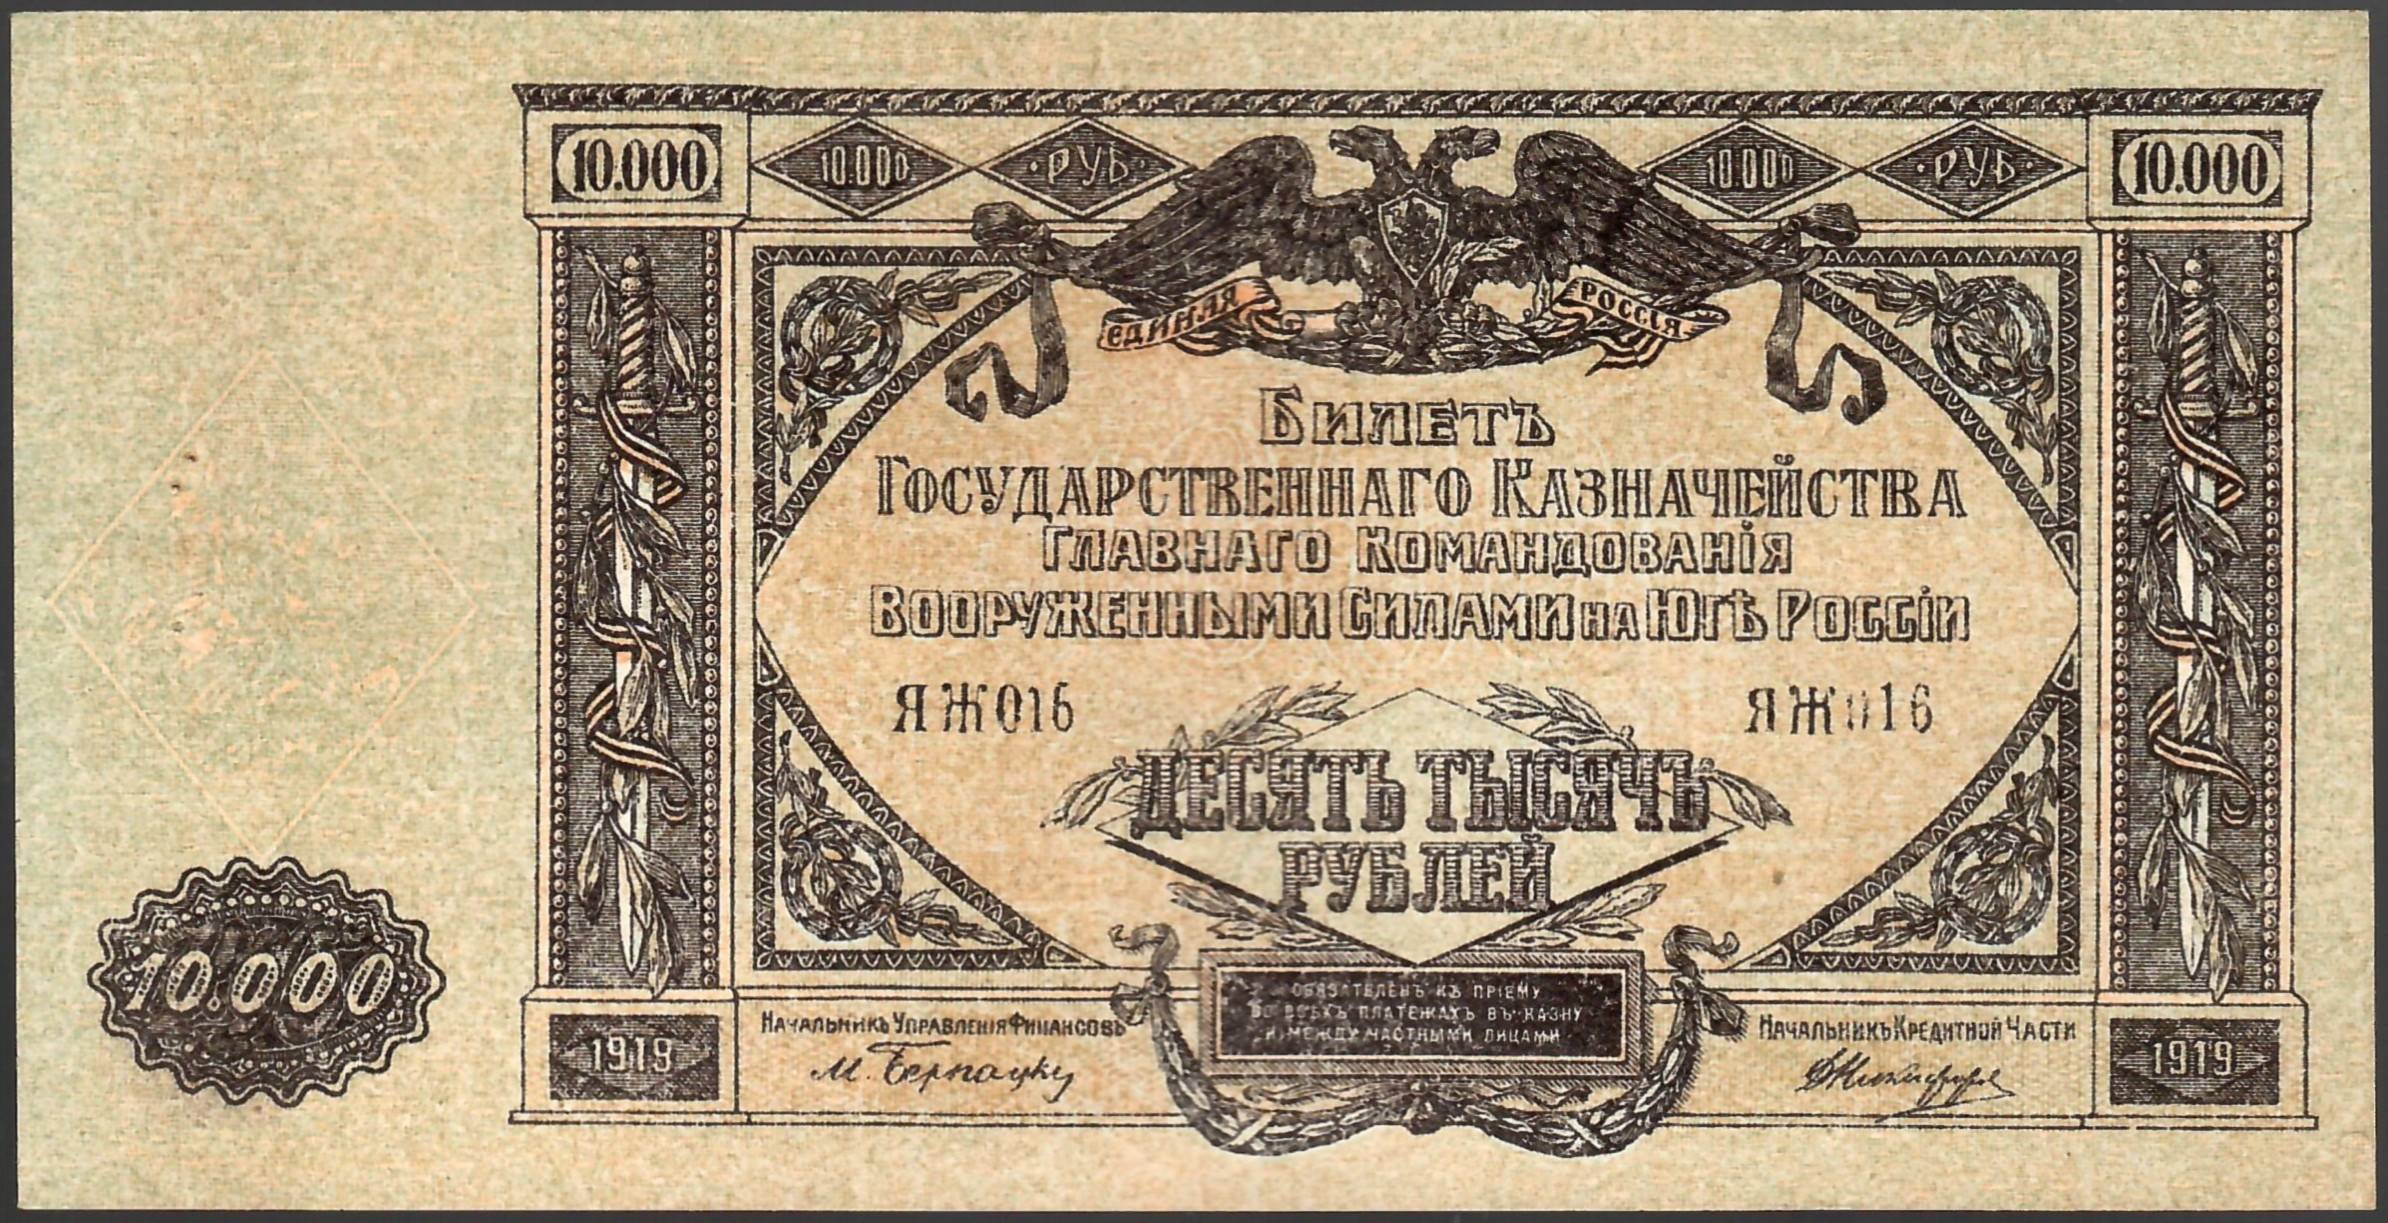 10.000 10.000 РУБ 10.000 РУБ 10.000
ЕДИНАЯ РОССІЯ
БИЛЕТЪ
ГОСУДАРСТВЕННАГО КАЗНАЧЕЙСТВА
ГЛАВНАГО КОМАНДОВАНІЯ
ВООРУЖЕННЫМИ СИЛАМИ НА ЮГѢ РОССІИ
ЯЖ016 ЯЖ016
ДЕСЯТЬ ТЫСЯЧЪ
РУБЛЕЙ
10.000
ОБЯЗАТЕЛЕНЪ КЪ ПРІЕМУ
ВО ВСѢХЪ ПЛАТЕЖАХЪ ВЪ КАЗНУ
И МЕЖДУ ЧАСТНЫМИ ЛИЦАМИ
НАЧАЛЬНИКЪ УПРАВЛЕНІЯ ФИНАНСОВЪ
М. Бернацкий
НАЧАЛЬНИКЪ КРЕДИТНОЙ ЧАСТИ
1919 1919